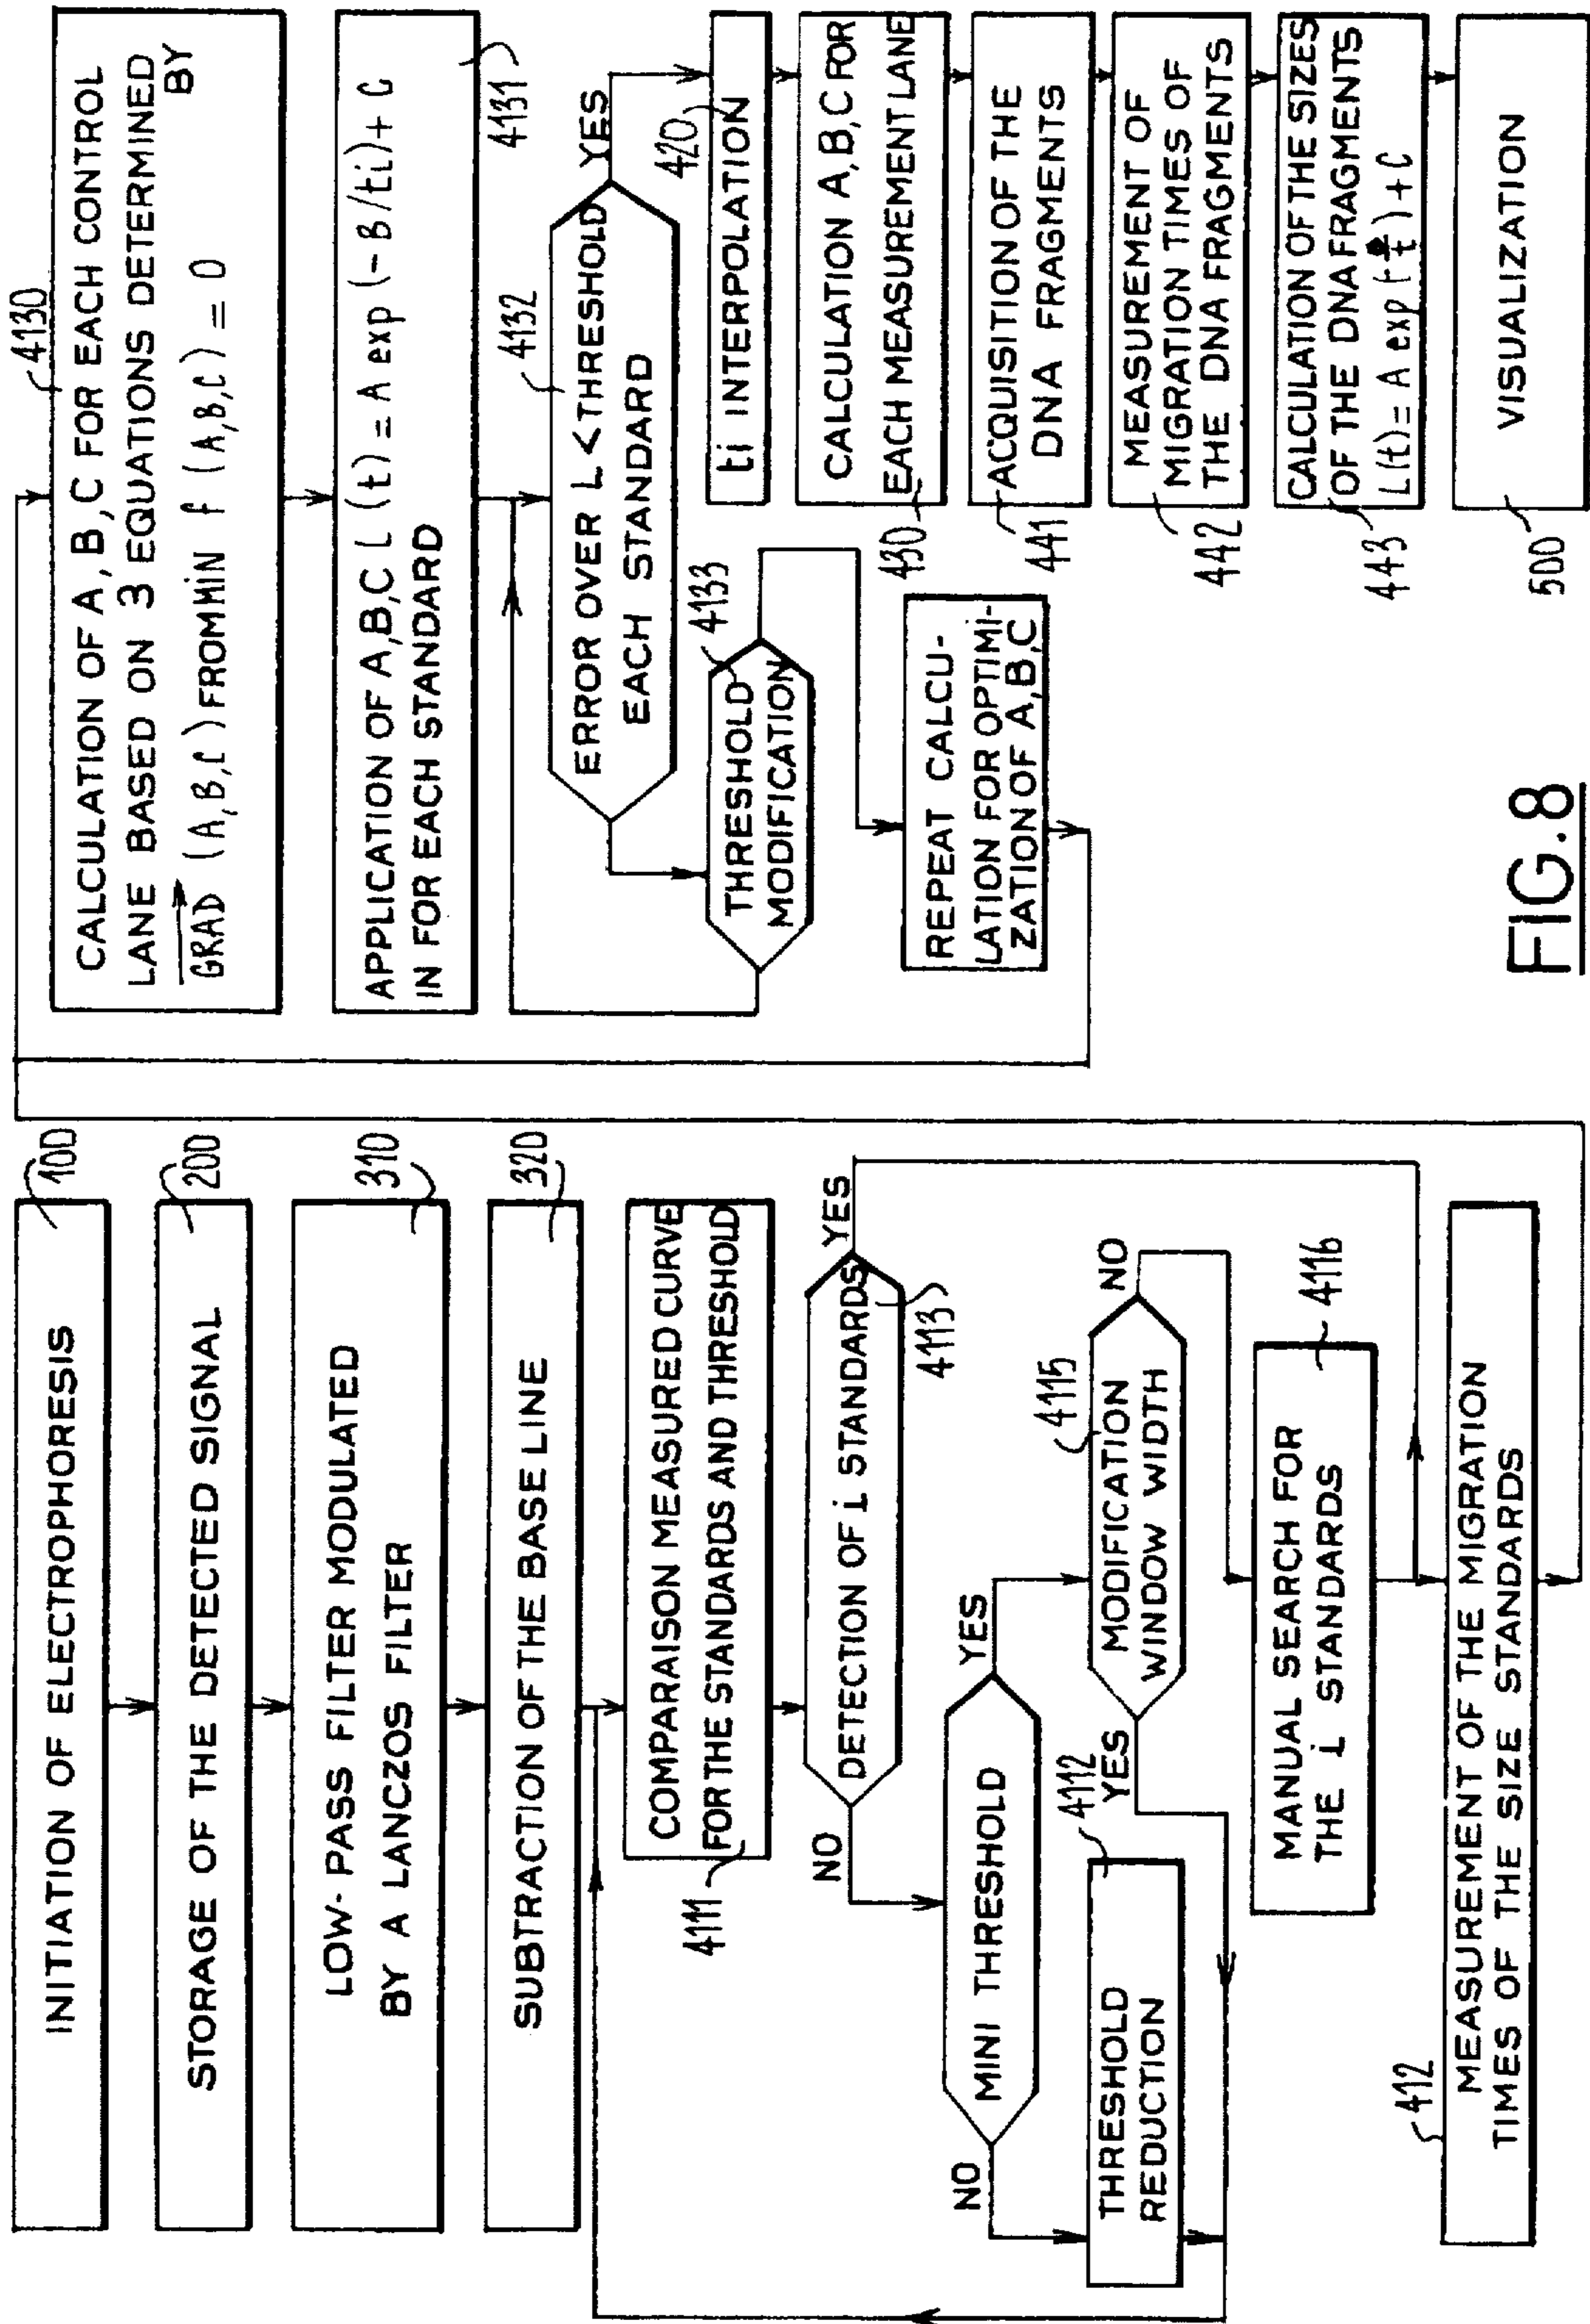 100
INITIATION OF ELECTROPHORESIS
200
STORAGE OF THE DETECTED SIGNAL
310
LOW-PASS FILTER MODULATED
BY A LANCZOS FILTER
320
SUBTRACTION OF THE BASE LINE
COMPARAISON MEASURED CURVE
FOR THE STANDARDS AND THRESHOLD
4111
DETECTION OF i STANDARDS
4113
YES
NO
MINI THRESHOLD
YES
NO
4112
THRESHOLD
REDUCTION
4115
MODIFICATION
WINDOW WIDTH
YES
NO
MANUAL SEARCH FOR
THE i STANDARDS
4116
412
MEASUREMENT OF THE MIGRATION
TIMES OF THE SIZE STANDARDS
4130
CALCULATION OF A, B, C FOR EACH CONTROL
LANE BASED ON 3 EQUATIONS DETERMINED
BY
GRAD (A,B,C) FROM MIN f (A,B,C) = 0
APPLICATION OF A,B,C L (t) = A exp (- B/ti) + C
IN FOR EACH STANDARD
4131
4132
ERROR OVER L < THRESHOLD
EACH STANDARD
YES
4133
THRESHOLD
MODIFICATION
REPEAT CALCU-
LATION FOR OPTIMI-
ZATION OF A,B,C
420
ti INTERPOLATION
CALCULATION A, B, C FOR
EACH MEASUREMENT LANE
430
ACQUISITION OF THE
DNA FRAGMENTS
441
MEASUREMENT OF
MIGRATION TIMES OF
THE DNA FRAGMENTS
442
CALCULATION OF THE SIZES
OF THE DNA FRAGMENTS
443
VISUALIZATION
500
FIG.8